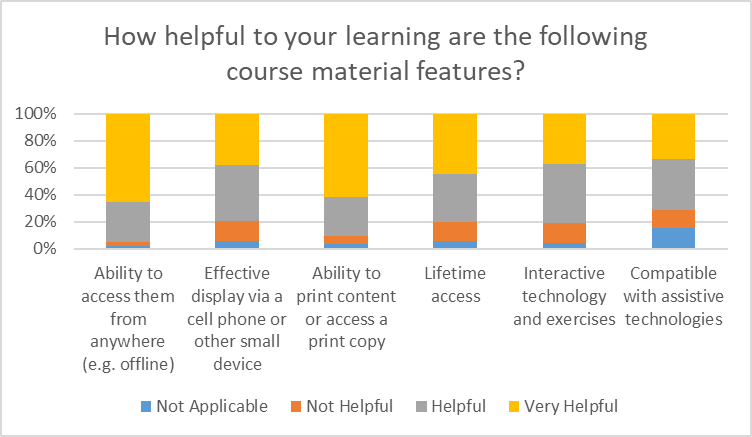 How helpful to your learning are the following
course material features?
100%
80%
60%
40%
20%
0%
Ability to
access them
from
anywhere
(e.g. offline)
Effective
display via a
cell phone or
other small
device
Ability to
print content
or access a
print copy
Lifetime
access
Interactive
technology
and exercises
Compatible
with assistive
technologies
Not Applicable
Not Helpful
Helpful
Very Helpful